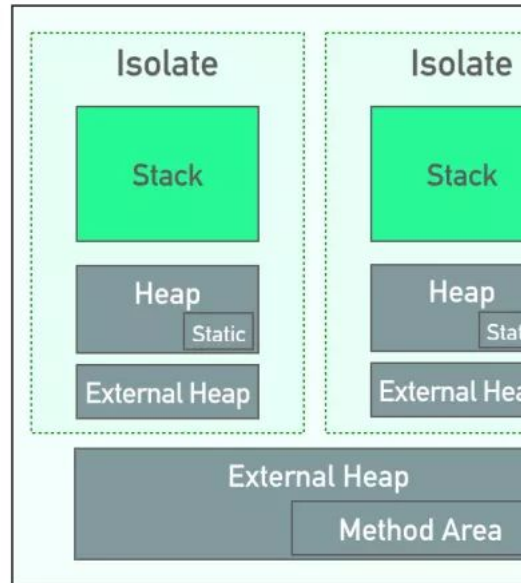 Isolate
Stack
Heap
Static
External Heap
Isolate
Stack
Heap
Stat
External Hea
External Heap
Method Area